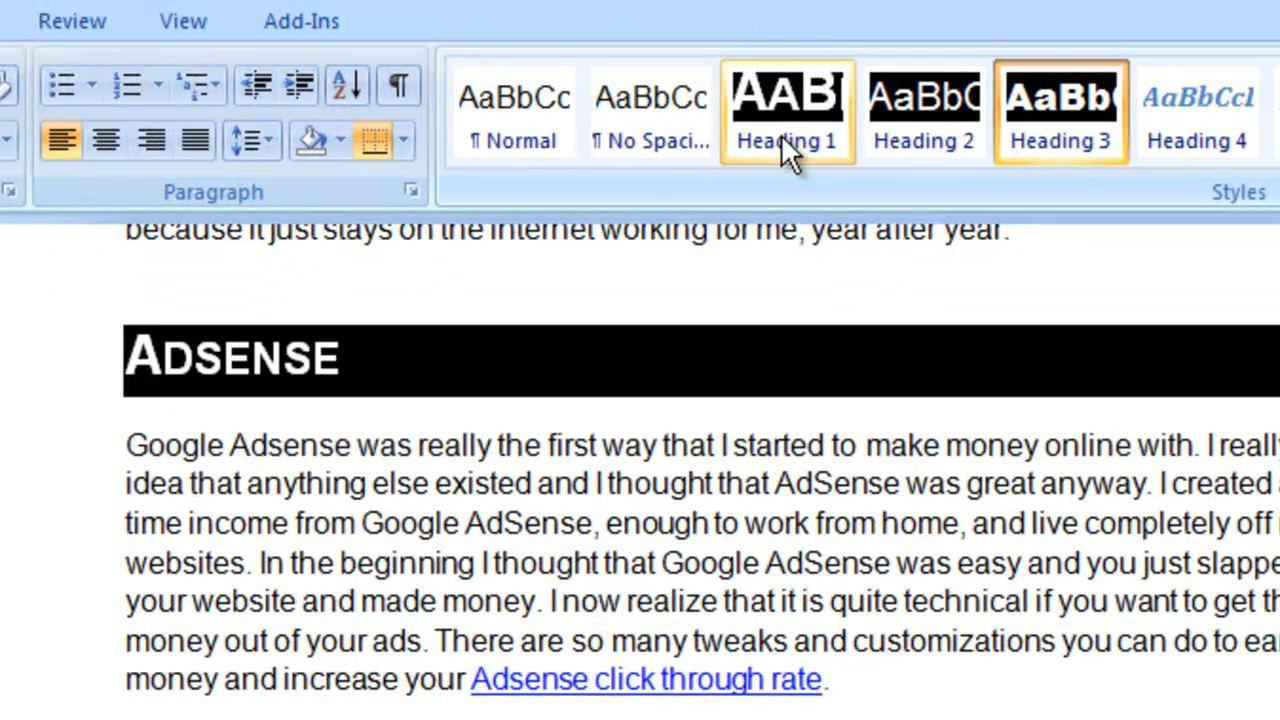 Review View Add-Ins
AaBbCc AaBbCc AaB AaBbC AaBb AaBbCcI
¶ Normal ¶ No Spaci... Heading 1 Heading 2 Heading 3 Heading 4
Paragraph Styles
because it just stays on the internet working for me, year after year.
ADSENSE
Google Adsense was really the first way that I started to make money online with. I really
idea that anything else existed and I thought that AdSense was great anyway. I created
time income from Google AdSense, enough to work from home, and live completely off
websites. In the beginning I thought that Google AdSense was easy and you just slappe
your website and made money. I now realize that it is quite technical if you want to get th
money out of your ads. There are so many tweaks and customizations you can do to ear
money and increase your Adsense click through rate.